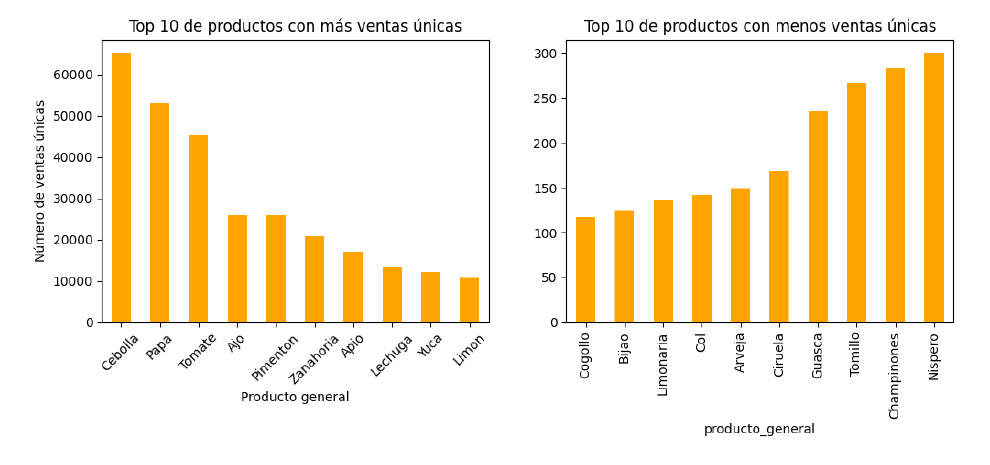 Top 10 de productos con más ventas únicas
Número de ventas únicas
60000
50000
40000
30000
20000
10000
0
Cebolla
Papa
Tomate
Ajo
Pimenton
Zanahoria
Apio
Lechuga
Yuca
Limon
Producto general
Top 10 de productos con menos ventas únicas
300
250
200
150
100
50
0
Cogollo
Bijao
Limonaria
Col
Arveja
Ciruela
Guasca
Tomillo
Champinones
Nispero
producto_general